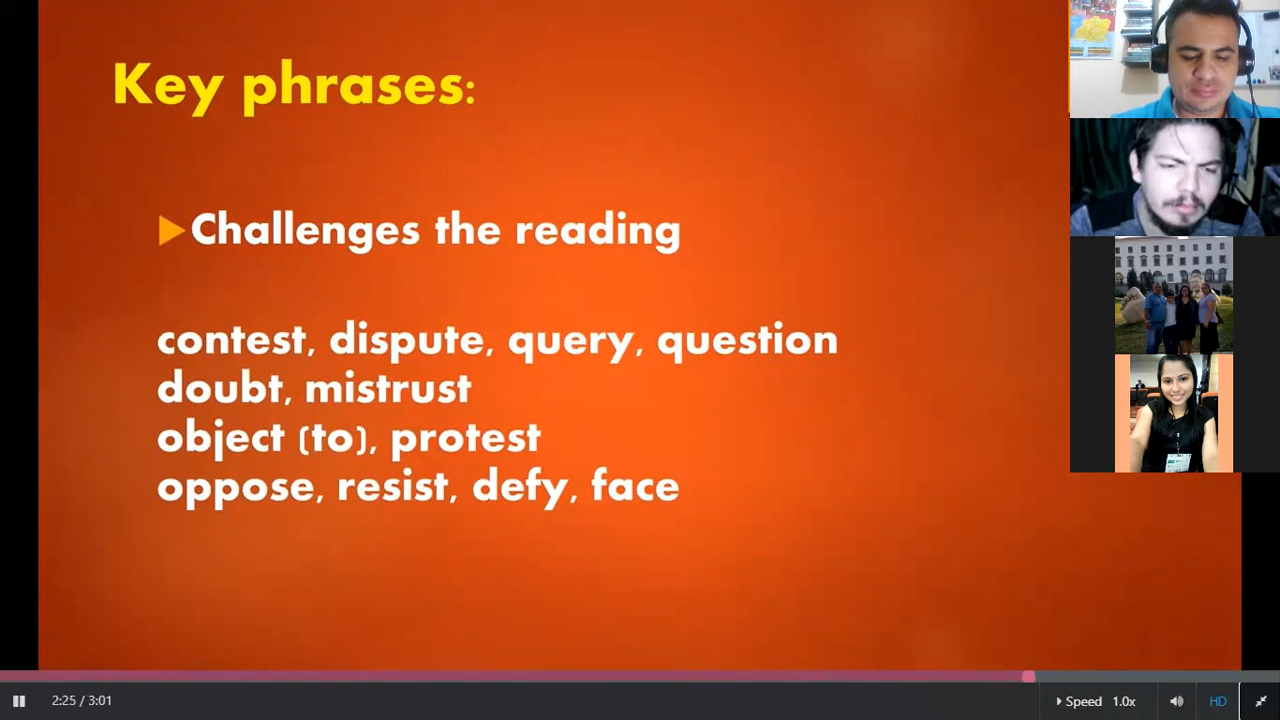 Key phrases:
Challenges the reading
contest, dispute, query, question
doubt, mistrust
object (to), protest
oppose, resist, defy, face
2:25 / 3:01
Speed 1.0x
HD